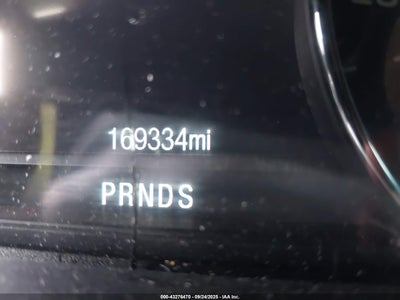 169334mi
PRNDS
000-43276470 - 09/24/2025 - IAA Inc.